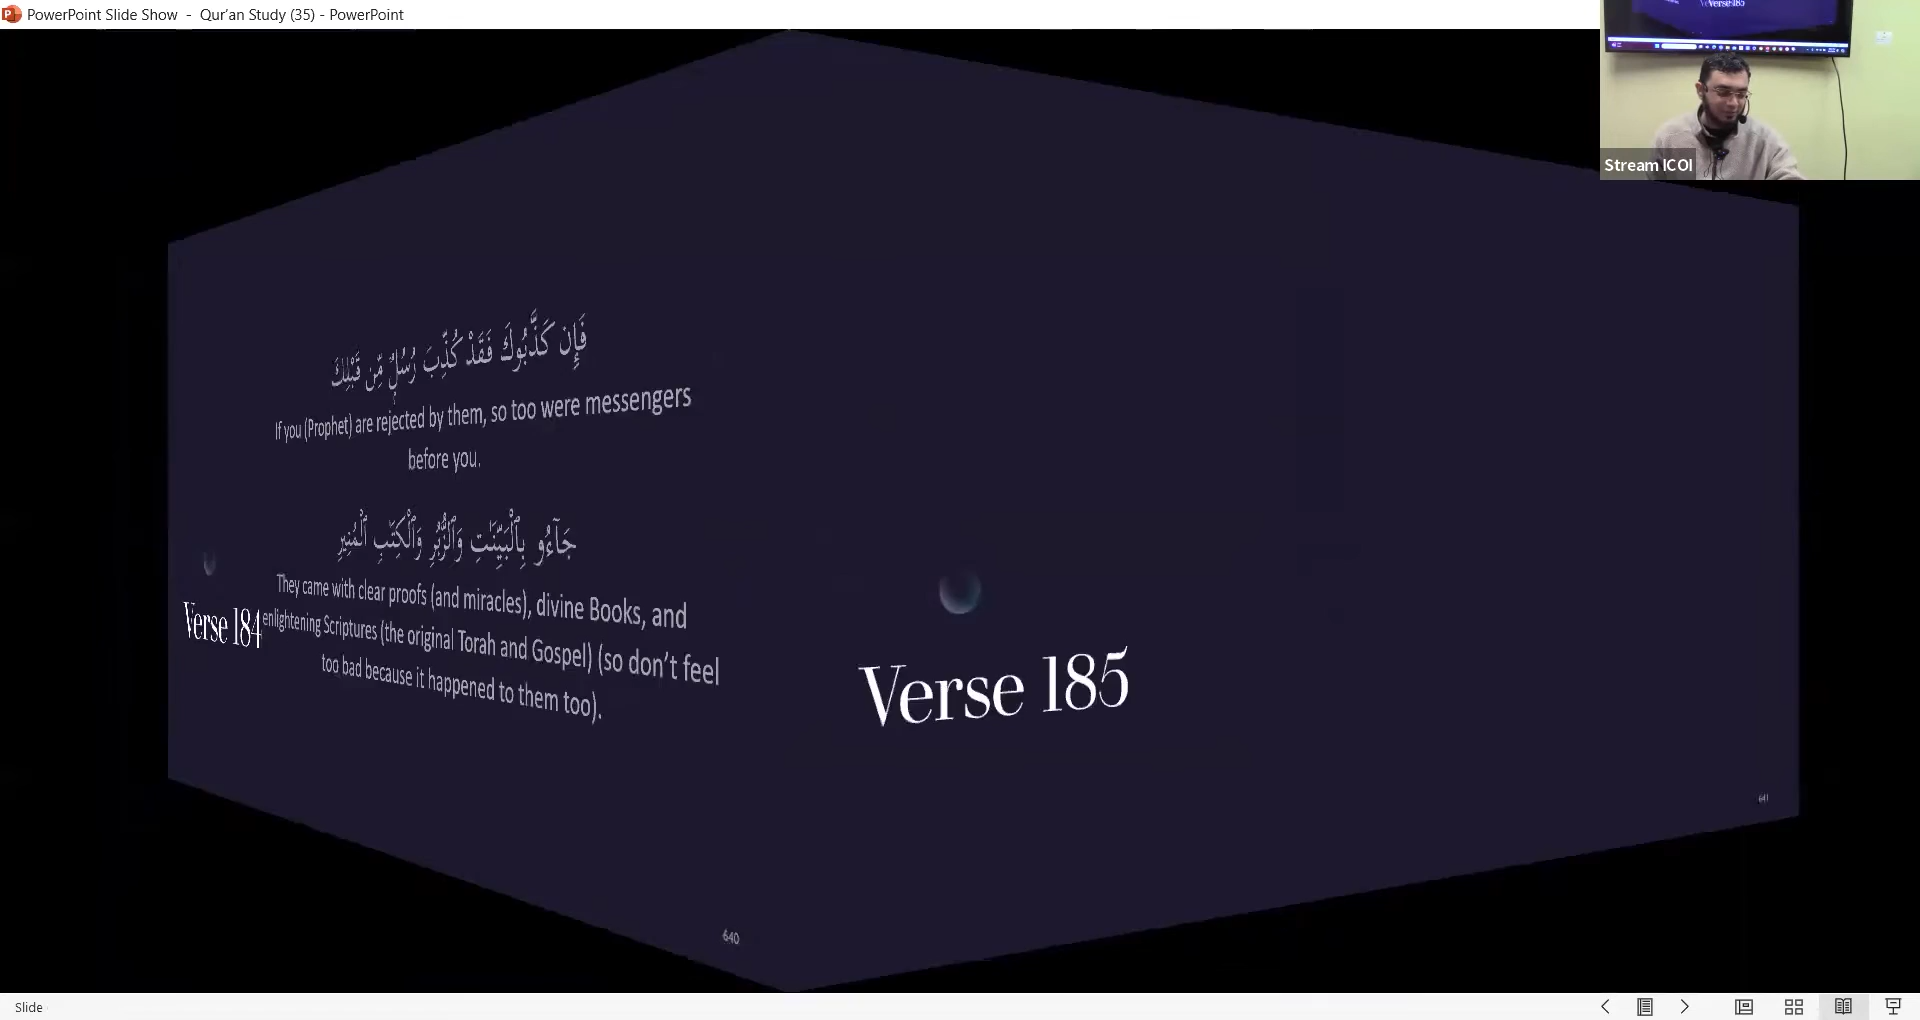 PowerPoint Slide Show - Qur’an Study (35) - PowerPoint
Verse 185
Stream ICOI
فَإِن كَذَّبُوكَ فَقَدْ كُذِّبَ رُسُلٌ مِّن قَبْلِكَ
If you (Prophet) are rejected by them, so too were messengers
before you.
جَآءُو بِٱلْبَيِّنَـٰتِ وَٱلزُّبُرِ وَٱلْكِتَـٰبِ ٱلْمُنِيرِ
They came with clear proofs (and miracles), divine Books, and
enlightening Scriptures (the original Torah and Gospel) (so don’t feel
too bad because it happened to them too).
Verse 184
640
Verse 185
641
Slide